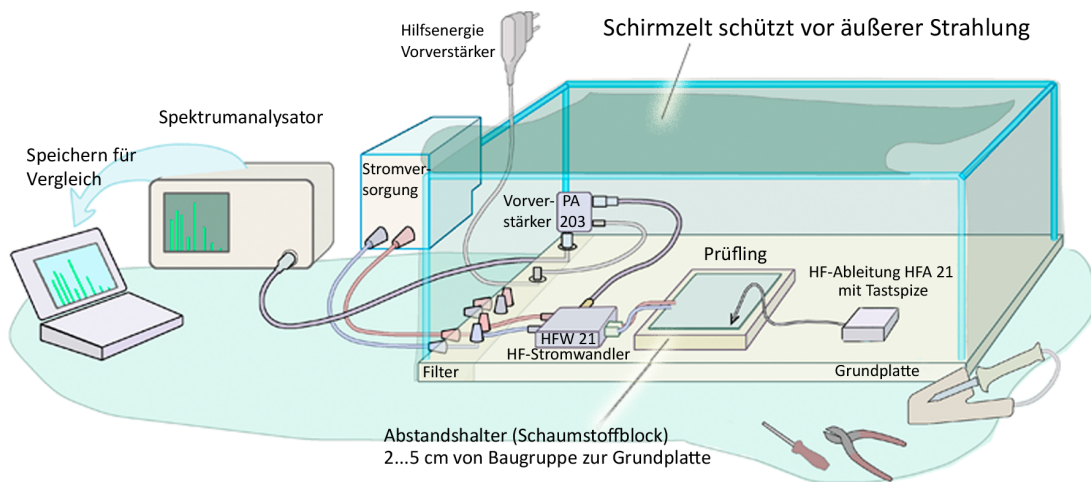 Hilfsenergie
Vorverstärker
Schirmzelt schützt vor äußerer Strahlung
Spektrumanalysator
Speichern für
Vergleich
Stromver-
sorgung
Vorver-
stärker
PA
203
Prüfling
HF-Ableitung HFA 21
mit Tastspize
HFW 21
HF-Stromwandler
Filter
Grundplatte
Abstandshalter (Schaumstoffblock)
2...5 cm von Baugruppe zur Grundplatte